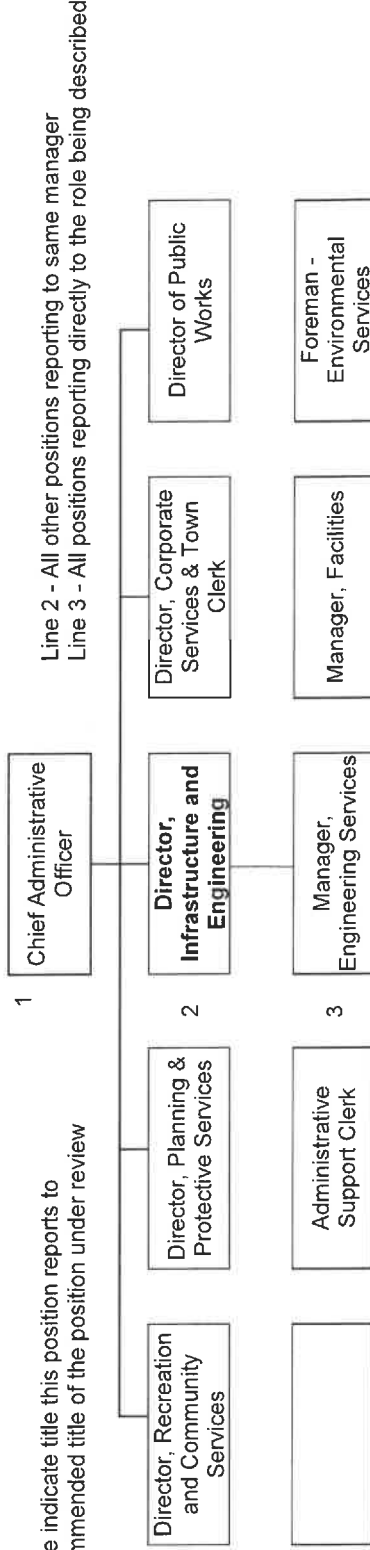 e indicate title this position reports to
mmended title of the position under review
Line 2 - All other positions reporting to same manager
Line 3 - All positions reporting directly to the role being described
1
Chief Administrative
Officer
Director, Recreation
and Community
Services
Director, Planning &
Protective Services
2
Director,
Infrastructure and
Engineering
Director, Corporate
Services & Town
Clerk
Director of Public
Works
Administrative
Support Clerk
3
Manager,
Engineering Services
Manager, Facilities
Foreman -
Environmental
Services